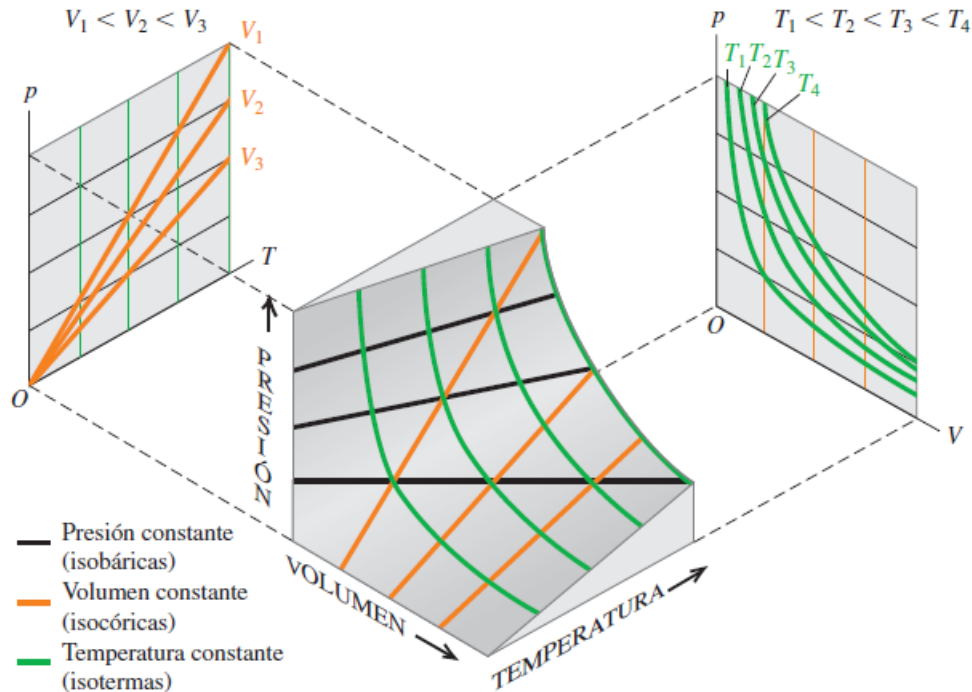 V₁ < V₂ < V₃
V₁
V₂
V₃
p
T
O
T₁ < T₂ < T₃ < T₄
p
T₁ T₂ T₃
T₄
O
V
PRESIÓN
VOLUMEN
TEMPERATURA
Presión constante
(isobáricas)
Volumen constante
(isocóricas)
Temperatura constante
(isotermas)